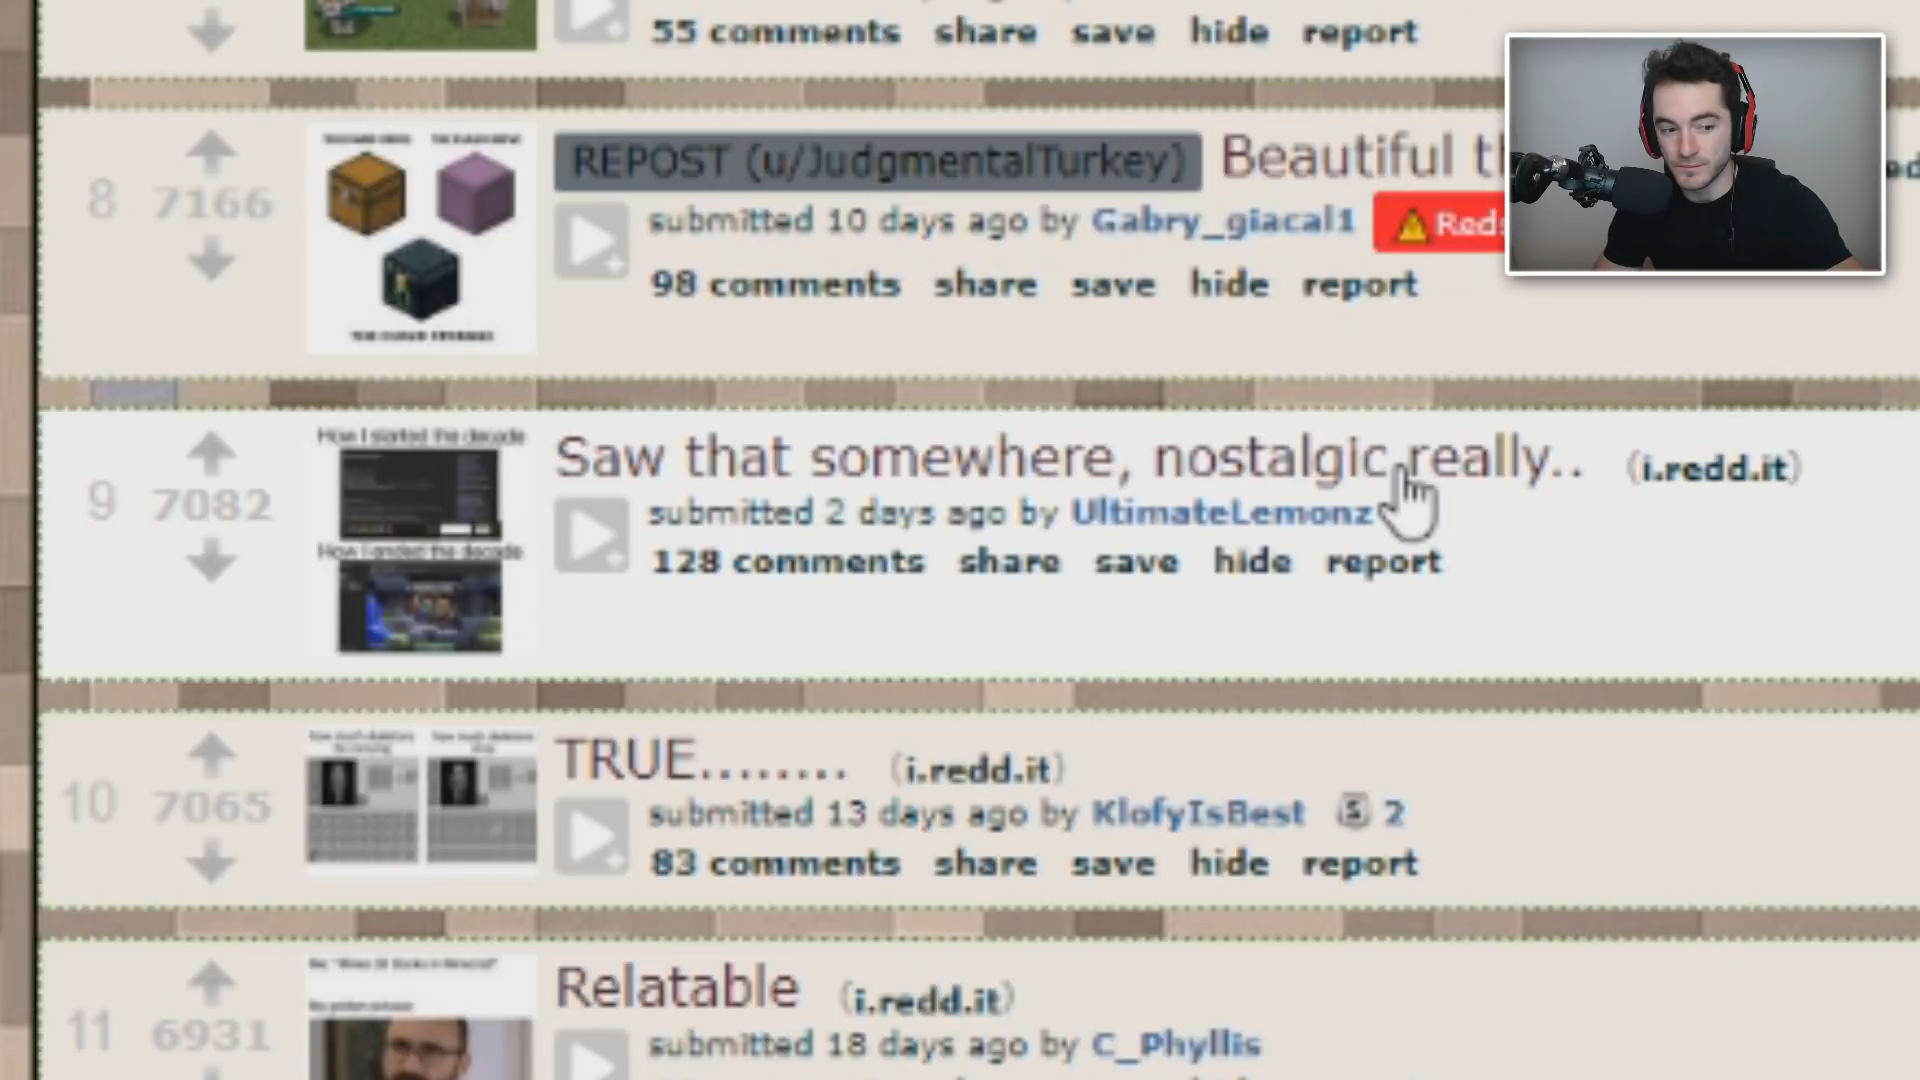 55 comments share save hide report
8
7166
REPOST (u/JudgmentalTurkey) Beautiful
submitted 10 days ago by Gabry_giacal1
98 comments share save hide report
9
7082
How I started the decade
How I ended the decade
Saw that somewhere, nostalgic really.. (i.redd.it)
submitted 2 days ago by UltimateLemonz
128 comments share save hide report
10
7065
TRUE........ (i.redd.it)
submitted 13 days ago by KlofyIsBest S 2
83 comments share save hide report
11
6931
Relatable (i.redd.it)
submitted 18 days ago by C_Phyllis